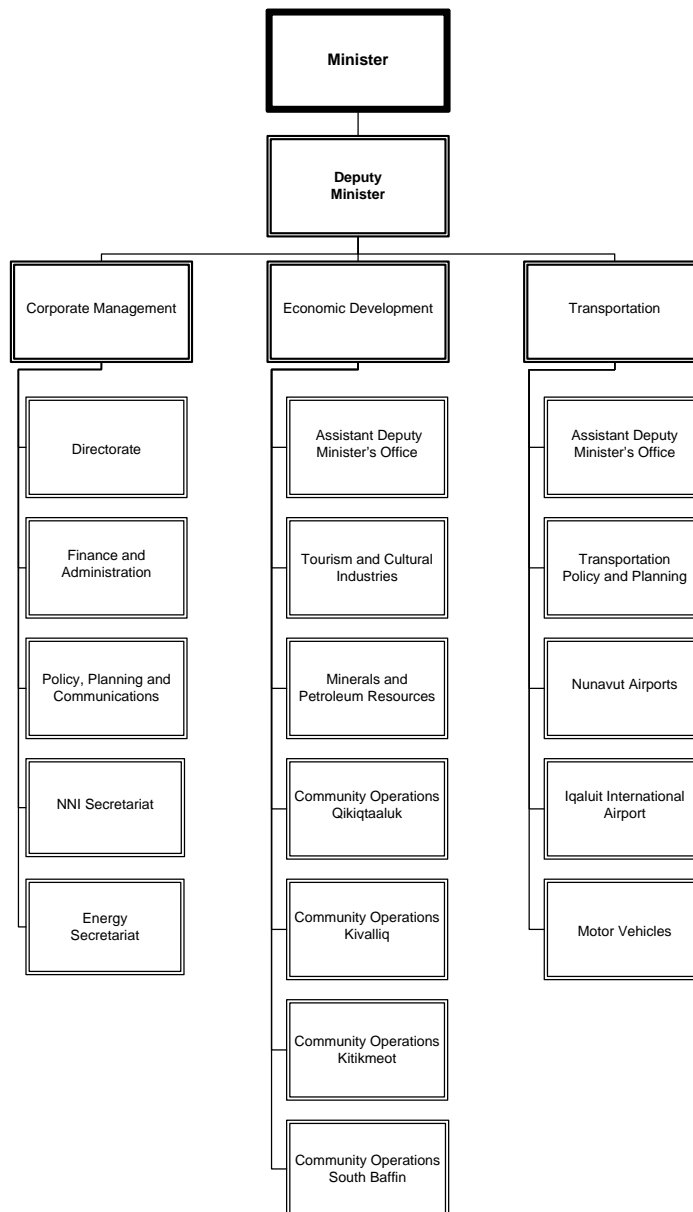 Minister
Deputy
Minister
Corporate Management
Economic Development
Transportation
Directorate
Assistant Deputy
Minister's Office
Assistant Deputy
Minister's Office
Finance and
Administration
Tourism and Cultural
Industries
Transportation
Policy and Planning
Policy, Planning and
Communications
Minerals and
Petroleum Resources
Nunavut Airports
NNI Secretariat
Community Operations
Qikiqtaaluk
Iqaluit International
Airport
Energy
Secretariat
Community Operations
Kivalliq
Motor Vehicles
Community Operations
Kitikmeot
Community Operations
South Baffin